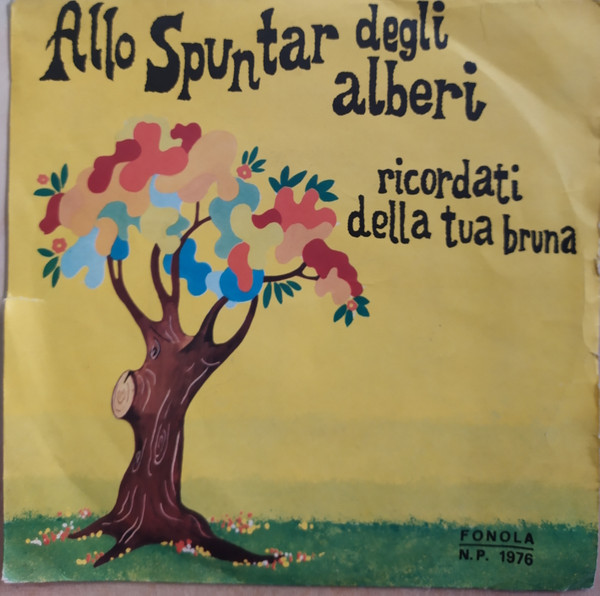 Allo Spuntar degli
alberi
ricordati
della tua bruna
FONOLA
N.P. 1976